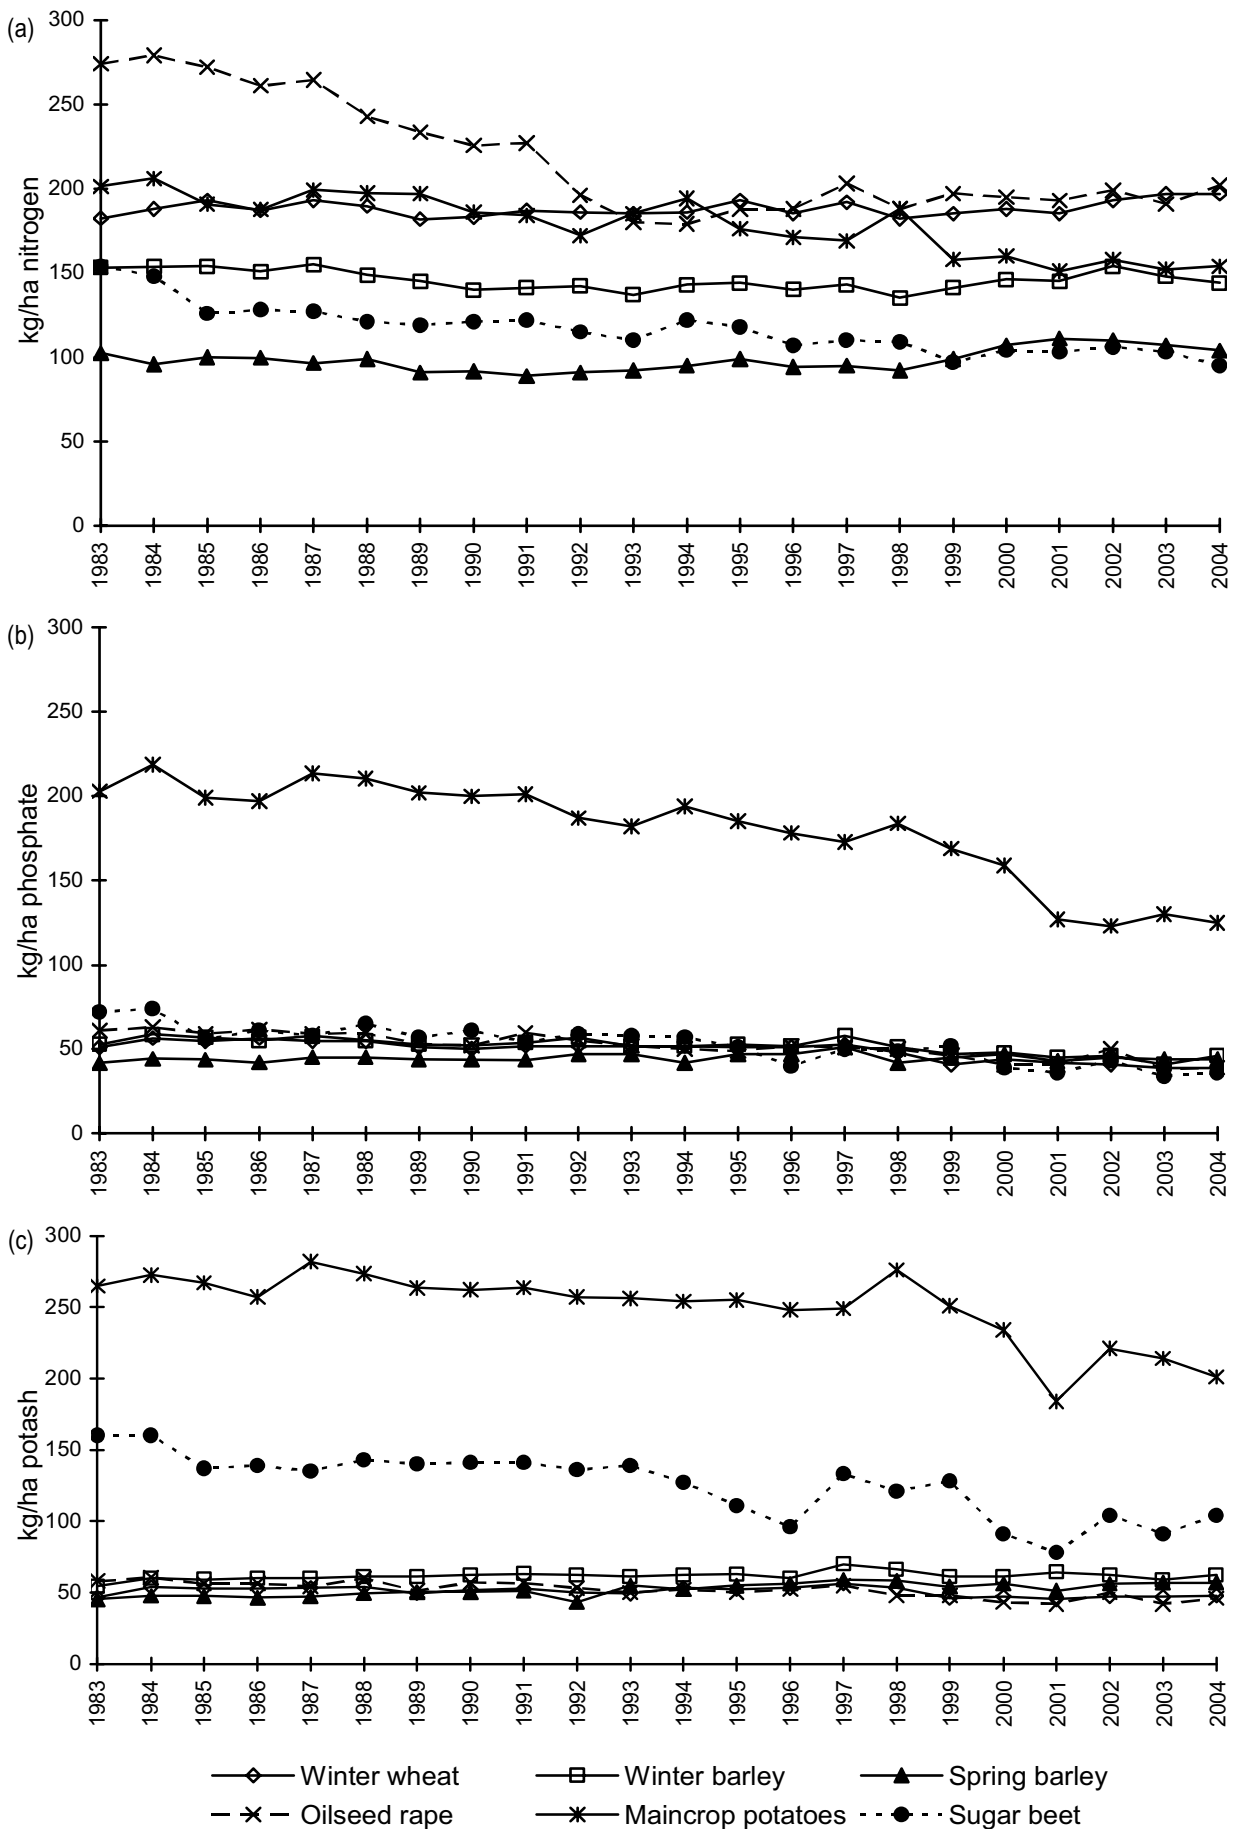 (a)
kg/ha nitrogen
300
250
200
150
100
50
0
1983 1984 1985 1986 1987 1988 1989 1990 1991 1992 1993 1994 1995 1996 1997 1998 1999 2000 2001 2002 2003 2004
(b)
kg/ha phosphate
300
250
200
150
100
50
0
1983 1984 1985 1986 1987 1988 1989 1990 1991 1992 1993 1994 1995 1996 1997 1998 1999 2000 2001 2002 2003 2004
(c)
kg/ha potash
300
250
200
150
100
50
0
1983 1984 1985 1986 1987 1988 1989 1990 1991 1992 1993 1994 1995 1996 1997 1998 1999 2000 2001 2002 2003 2004
Winter wheat Winter barley Spring barley
Oilseed rape Maincrop potatoes Sugar beet